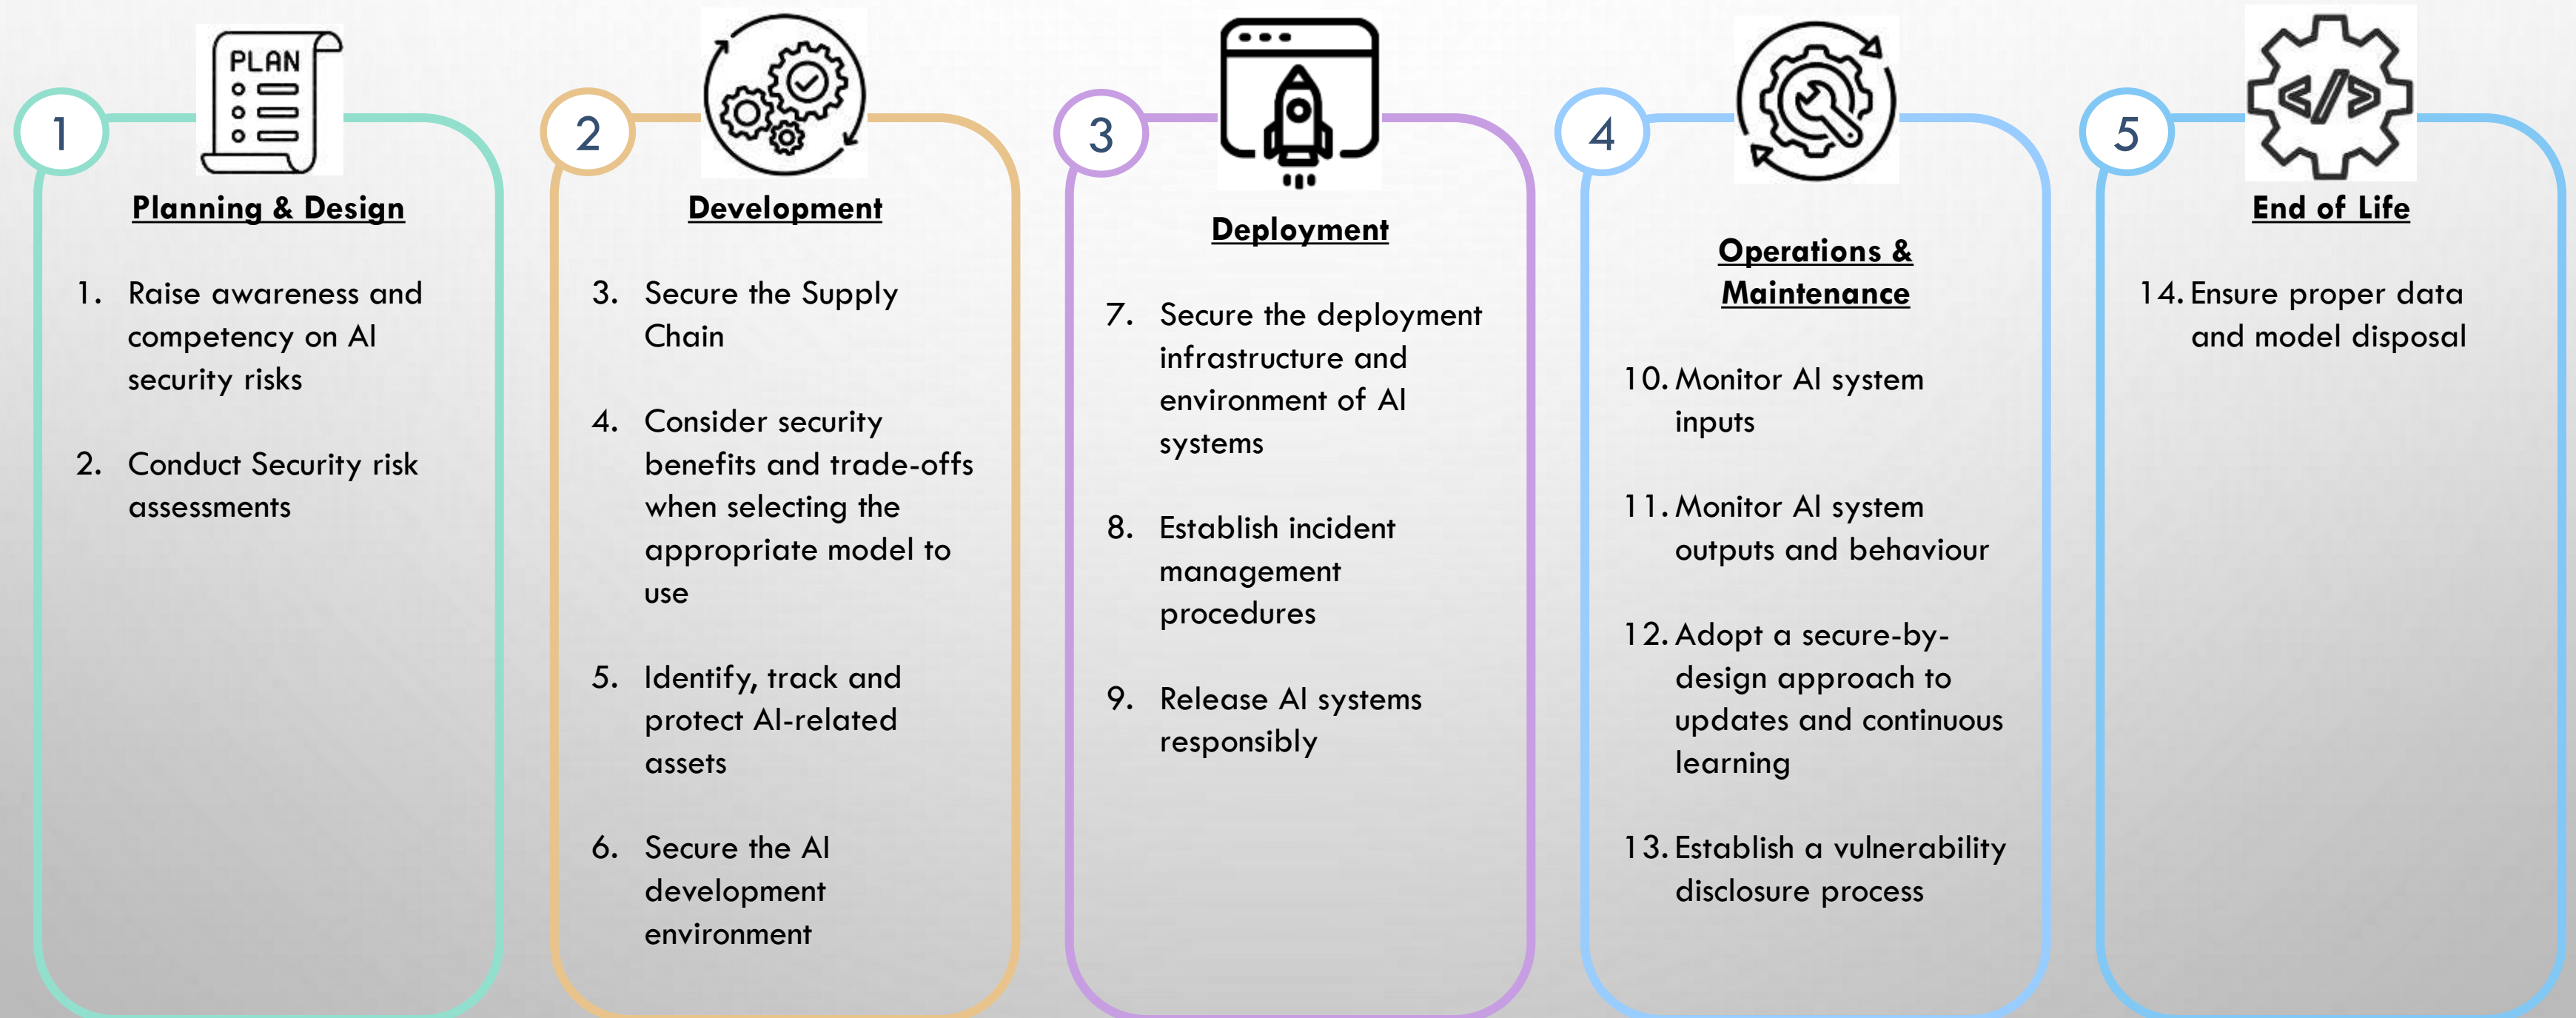 1
PLAN
Planning & Design
1. Raise awareness and
competency on AI
security risks
2. Conduct Security risk
assessments
2
Development
3. Secure the Supply
Chain
4. Consider security
benefits and trade-offs
when selecting the
appropriate model to
use
5. Identify, track and
protect AI-related
assets
6. Secure the AI
development
environment
3
Deployment
7. Secure the deployment
infrastructure and
environment of AI
systems
8. Establish incident
management
procedures
9. Release AI systems
responsibly
4
Operations &
Maintenance
10. Monitor AI system
inputs
11. Monitor AI system
outputs and behaviour
12. Adopt a secure-by-
design approach to
updates and continuous
learning
13. Establish a vulnerability
disclosure process
5
</>
End of Life
14. Ensure proper data
and model disposal